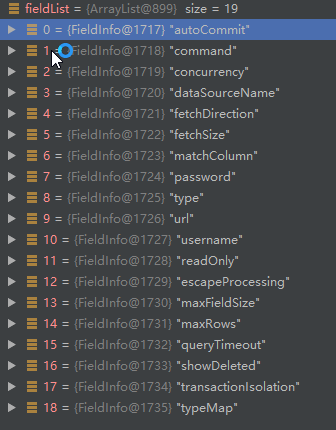 fieldList = {ArrayList@899} size = 19
0 = {FieldInfo@1717} "autoCommit"
1 = {FieldInfo@1718} "command"
2 = {FieldInfo@1719} "concurrency"
3 = {FieldInfo@1720} "dataSourceName"
4 = {FieldInfo@1721} "fetchDirection"
5 = {FieldInfo@1722} "fetchSize"
6 = {FieldInfo@1723} "matchColumn"
7 = {FieldInfo@1724} "password"
8 = {FieldInfo@1725} "type"
9 = {FieldInfo@1726} "url"
10 = {FieldInfo@1727} "username"
11 = {FieldInfo@1728} "readOnly"
12 = {FieldInfo@1729} "escapeProcessing"
13 = {FieldInfo@1730} "maxFieldSize"
14 = {FieldInfo@1731} "maxRows"
15 = {FieldInfo@1732} "queryTimeout"
16 = {FieldInfo@1733} "showDeleted"
17 = {FieldInfo@1734} "transactionIsolation"
18 = {FieldInfo@1735} "typeMap"